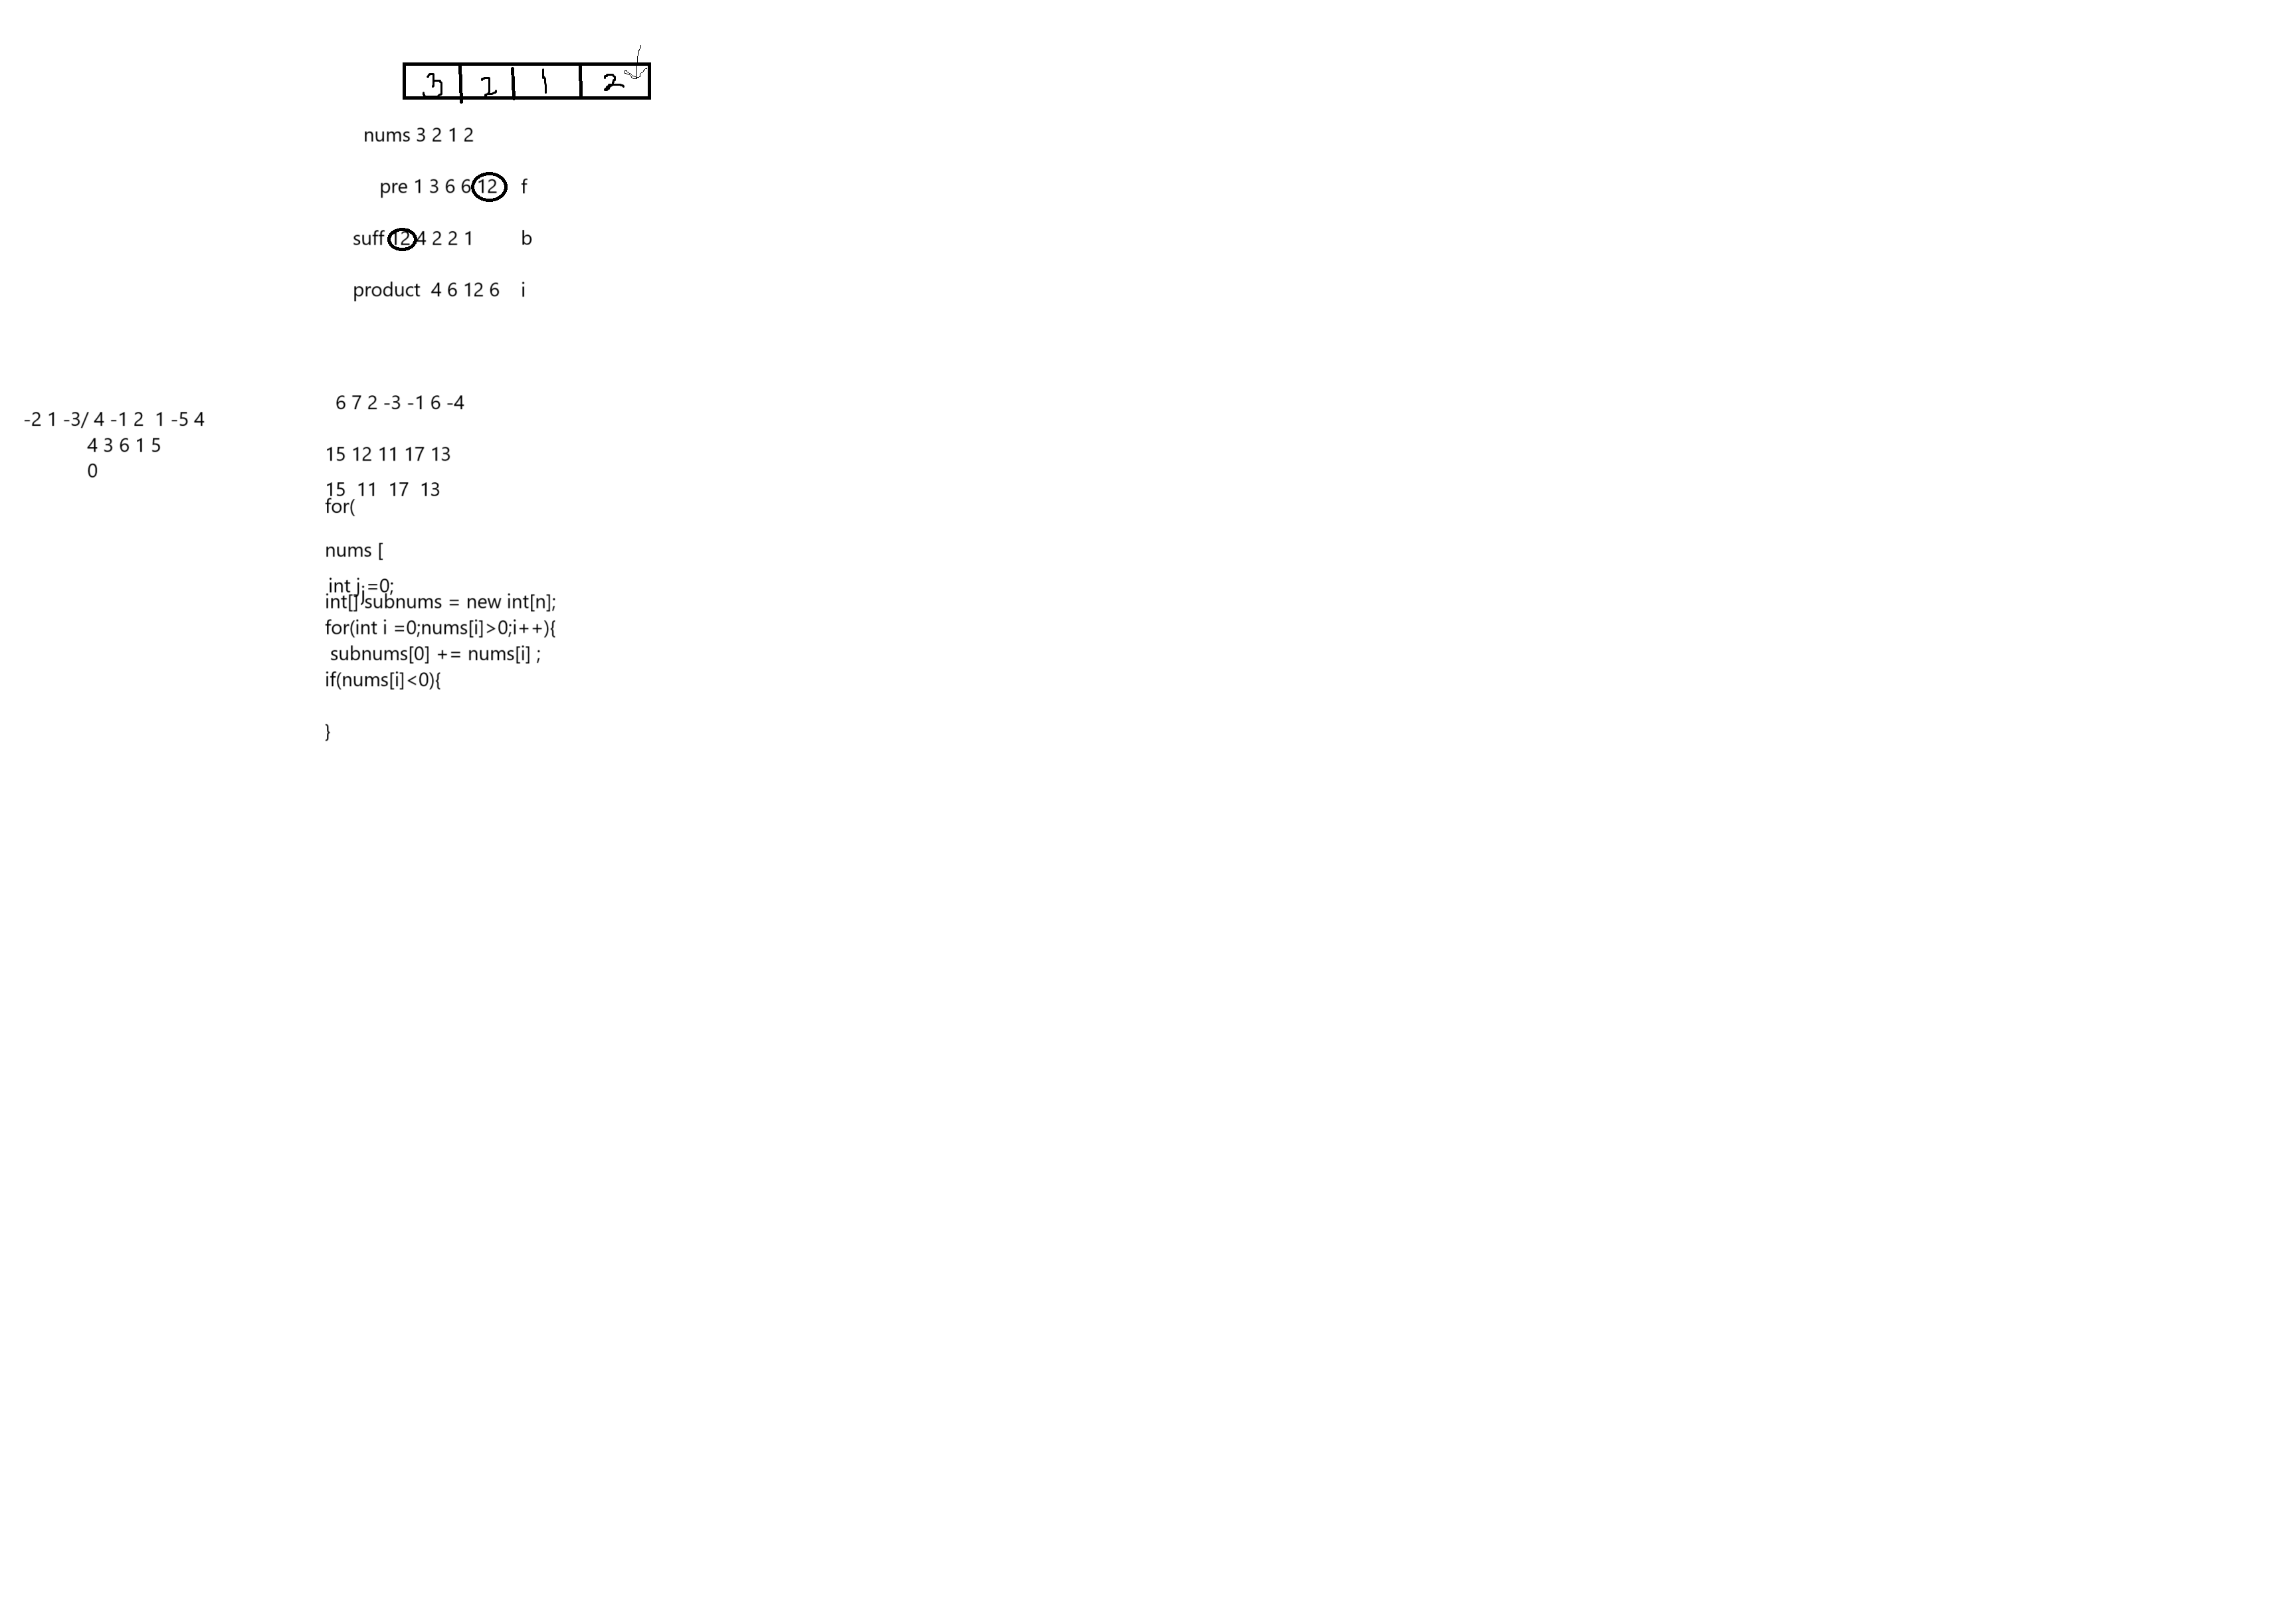 3 2 1 2
nums 3 2 1 2
pre 1 3 6 6 12 f
suff 12 4 2 2 1 b
product 4 6 12 6 i
6 7 2 -3 -1 6 -4
-2 1 -3/ 4 -1 2 1 -5 4
4 3 6 1 5
0
15 12 11 17 13
15 11 17 13
for(
nums [
int j =0;
int[] subnums = new int[n];
for(int i =0;nums[i]>0;i++){
subnums[0] += nums[i] ;
if(nums[i]<0){
}